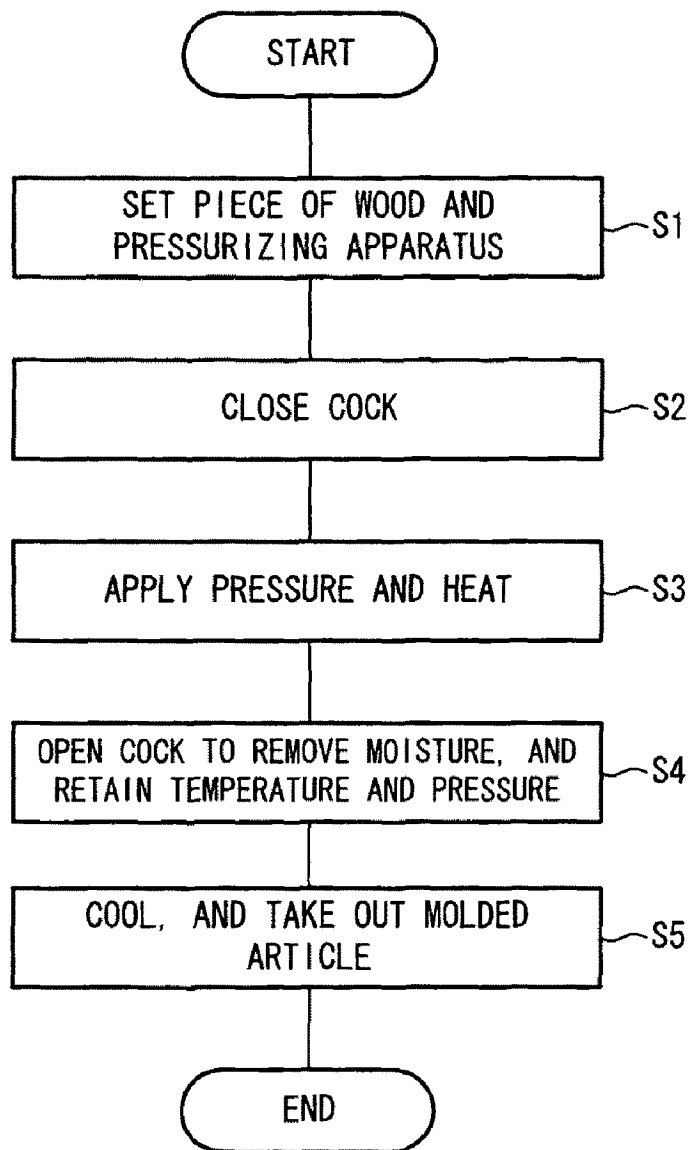 START
SET PIECE OF WOOD AND
PRESSURIZING APPARATUS
S1
CLOSE COCK
S2
APPLY PRESSURE AND HEAT
S3
OPEN COCK TO REMOVE MOISTURE, AND
RETAIN TEMPERATURE AND PRESSURE
S4
COOL, AND TAKE OUT MOLDED
ARTICLE
S5
END